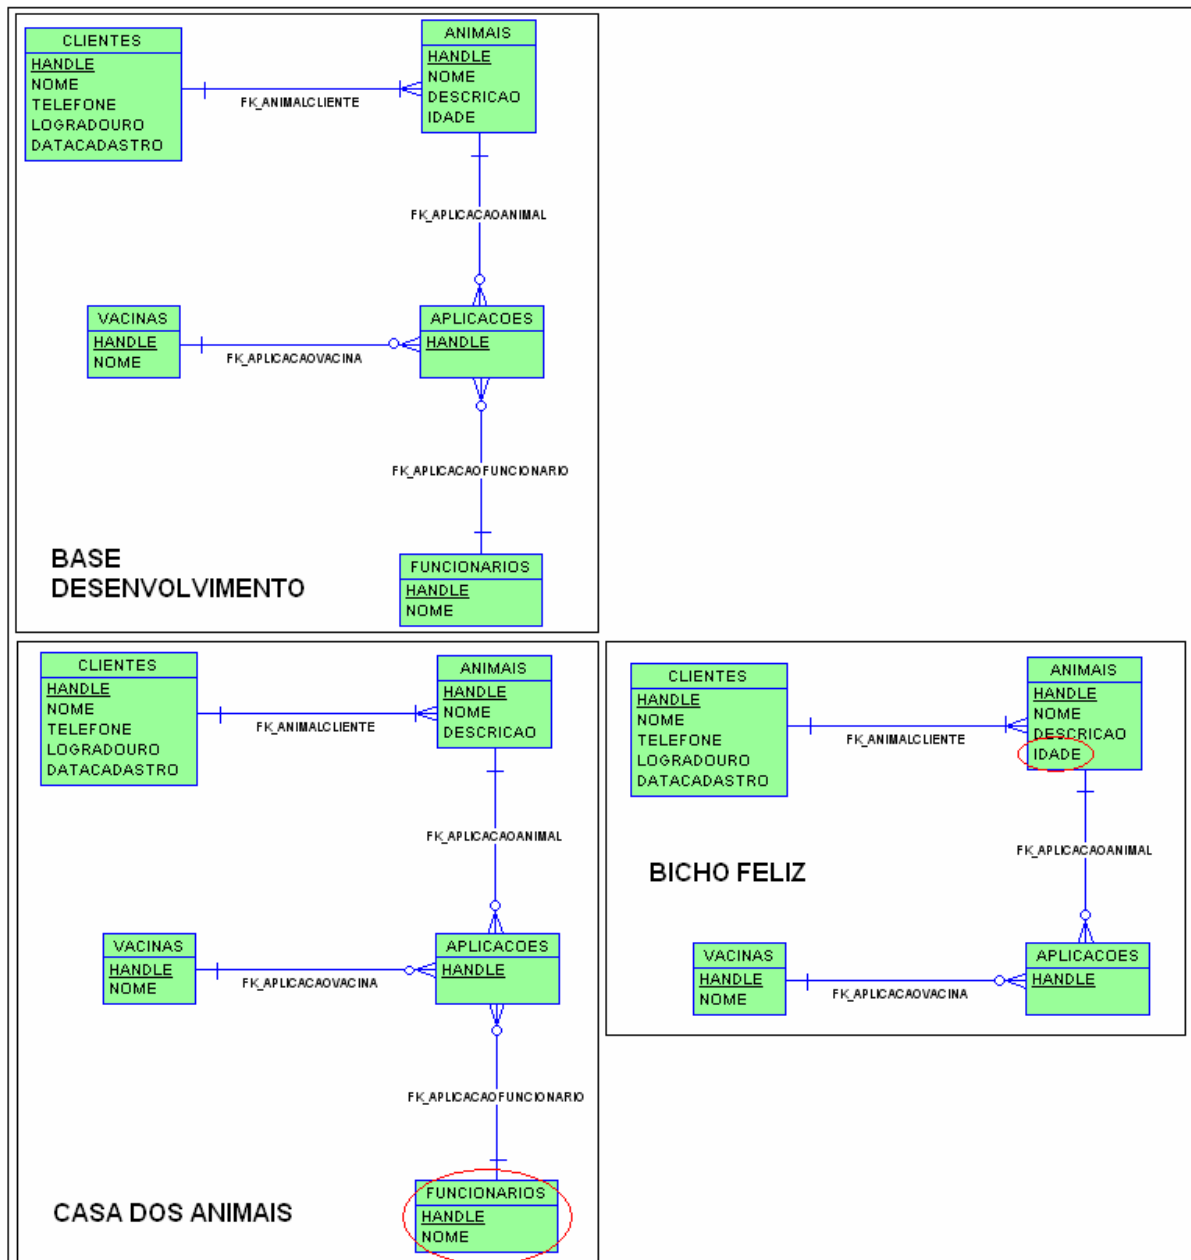 CLIENTES
HANDLE
NOME
TELEFONE
LOGRADOURO
DATACADASTRO
FK_ANIMALCLIENTE
ANIMAIS
HANDLE
NOME
DESCRICAO
IDADE
FK_APLICACAOANIMAL
VACINAS
HANDLE
NOME
FK_APLICACAOVACINA
APLICACOES
HANDLE
FK_APLICACAOFUNCIONARIO
FUNCIONARIOS
HANDLE
NOME
BASE
DESENVOLVIMENTO
CLIENTES
HANDLE
NOME
TELEFONE
LOGRADOURO
DATACADASTRO
FK_ANIMALCLIENTE
ANIMAIS
HANDLE
NOME
DESCRICAO
FK_APLICACAOANIMAL
VACINAS
HANDLE
NOME
FK_APLICACAOVACINA
APLICACOES
HANDLE
FK_APLICACAOFUNCIONARIO
FUNCIONARIOS
HANDLE
NOME
CASA DOS ANIMAIS
CLIENTES
HANDLE
NOME
TELEFONE
LOGRADOURO
DATACADASTRO
FK_ANIMALCLIENTE
ANIMAIS
HANDLE
NOME
DESCRICAO
IDADE
FK_APLICACAOANIMAL
BICHO FELIZ
VACINAS
HANDLE
NOME
FK_APLICACAOVACINA
APLICACOES
HANDLE